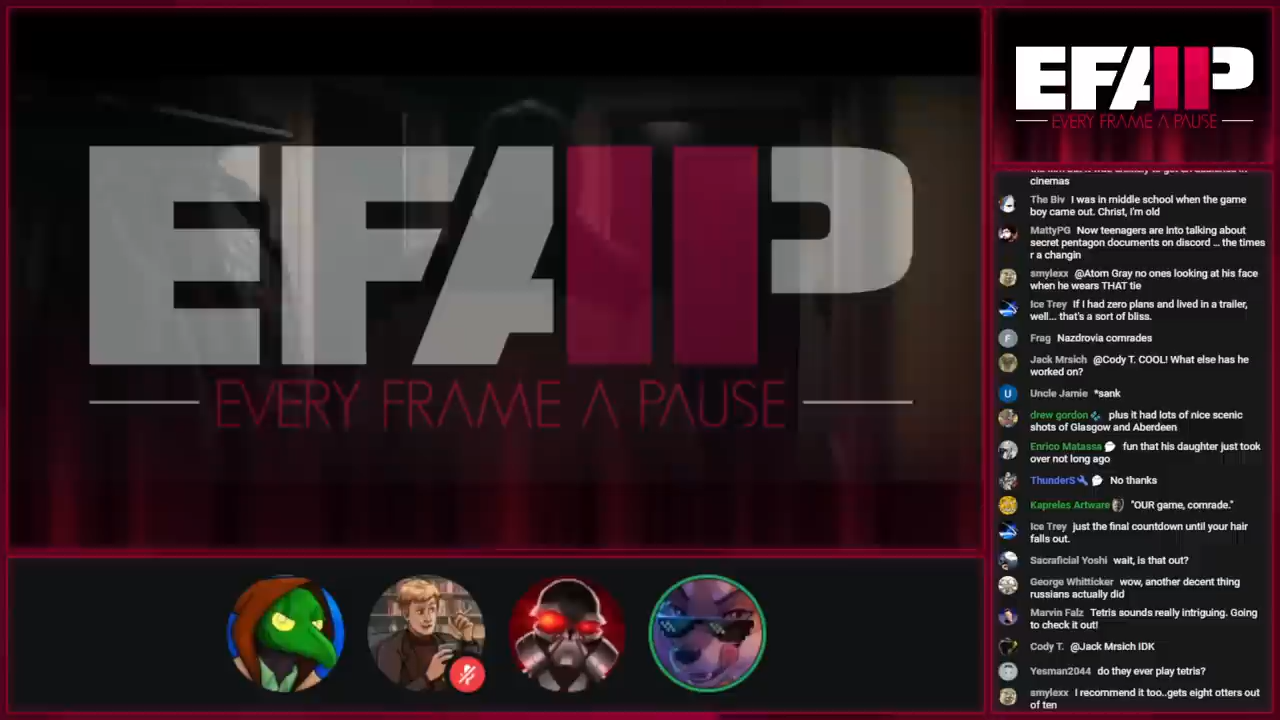 EFAP
EVERY FRAME A PAUSE
EFAP
EVERY FRAME A PAUSE
cinemas
The Biv I was in middle school when the game
boy came out. Christ, I'm old
MattyPG Now teenagers are into talking about
secret pentagon documents on discord ... the times
r a changin
smylexx @Atom Gray no ones looking at his face
when he wears THAT tie
Ice Trey If I had zero plans and lived in a trailer,
well... that's a sort of bliss.
F Frag Nazdrovia comrades
Jack Mrsich @Cody T. COOL! What else has he
worked on?
U Uncle Jamie *sank
drew gordon plus it had lots of nice scenic
shots of Glasgow and Aberdeen
Enrico Matassa fun that his daughter just took
over not long ago
ThunderS No thanks
Kapreles Artware "OUR game, comrade."
Ice Trey just the final countdown until your hair
falls out.
Sacraficial Yoshi wait, is that out?
George Whitticker wow, another decent thing
russians actually did
Marvin Falz Tetris sounds really intriguing. Going
to check it out!
Cody T. @Jack Mrsich IDK
Yesman2044 do they ever play tetris?
smylexx I recommend it too..gets eight otters out
of ten